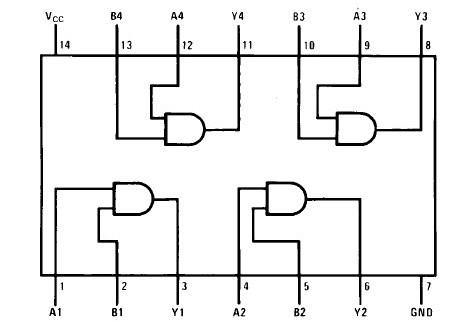 VCC B4 A4 Y4 B3 A3 Y3
14 13 12 11 10 9 8
1 2 3 4 5 6 7
A1 B1 Y1 A2 B2 Y2 GND